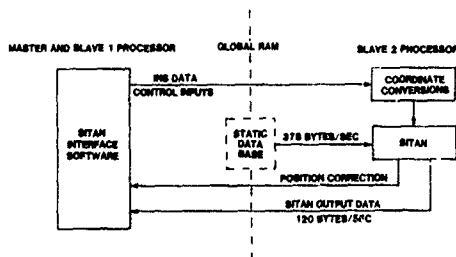 GLOBAL RAM
MASTER AND SLAVE 1 PROCESSOR
SLAVE 2 PROCESSOR
INS DATA
CONTROL INPUTS
COORDINATE
CONVERSIONS
SITAN
INTERFACE
SOFTWARE
STATIC
DATA
BASE
375 BYTES/SEC
SITAN
POSITION CORRECTION
SITAN OUTPUT DATA
120 BYTES/SEC